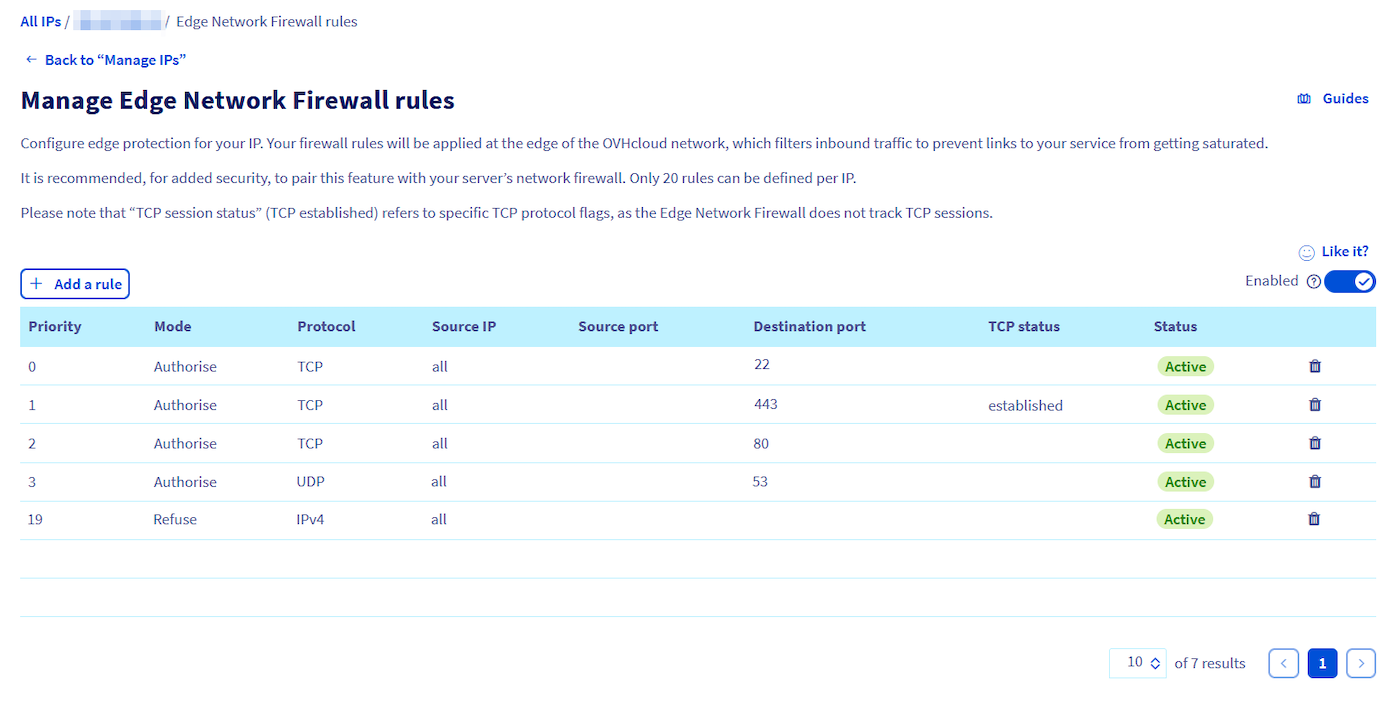 All IPs / / Edge Network Firewall rules
← Back to “Manage IPs”
Manage Edge Network Firewall rules
Guides
Configure edge protection for your IP. Your firewall rules will be applied at the edge of the OVHcloud network, which filters inbound traffic to prevent links to your service from getting saturated.
It is recommended, for added security, to pair this feature with your server’s network firewall. Only 20 rules can be defined per IP.
Please note that “TCP session status” (TCP established) refers to specific TCP protocol flags, as the Edge Network Firewall does not track TCP sessions.
Like it?
+ Add a rule
Enabled ?
Priority Mode Protocol Source IP Source port Destination port TCP status Status
0 Authorise TCP all 22 Active
1 Authorise TCP all 443 established Active
2 Authorise TCP all 80 Active
3 Authorise UDP all 53 Active
19 Refuse IPv4 all Active
10 of 7 results < 1 >